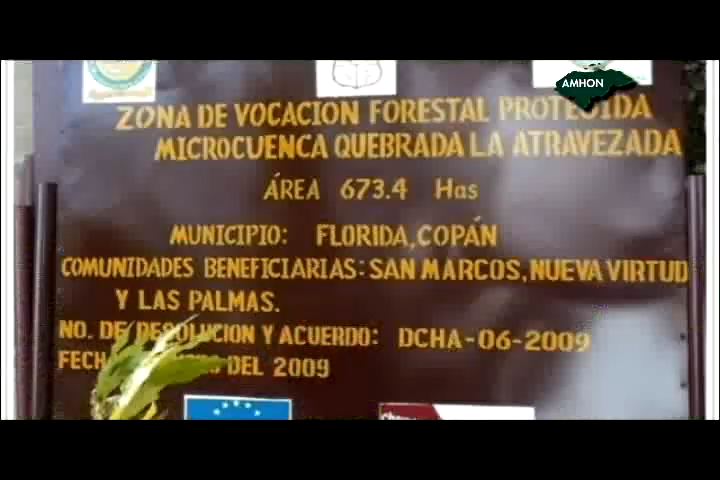 AMHON
ZONA DE VOCACION FORESTAL PROTEGIDA
MICROCUENCA QUEBRADA LA ATRAVEZADA
ÁREA 673.4 Has
MUNICIPIO: FLORIDA, COPÁN
COMUNIDADES BENEFICIARIAS: SAN MARCOS, NUEVA VIRTUD
Y LAS PALMAS.
NO. DE RESOLUCION Y ACUERDO: DCHA-06-2009
DEL 2009